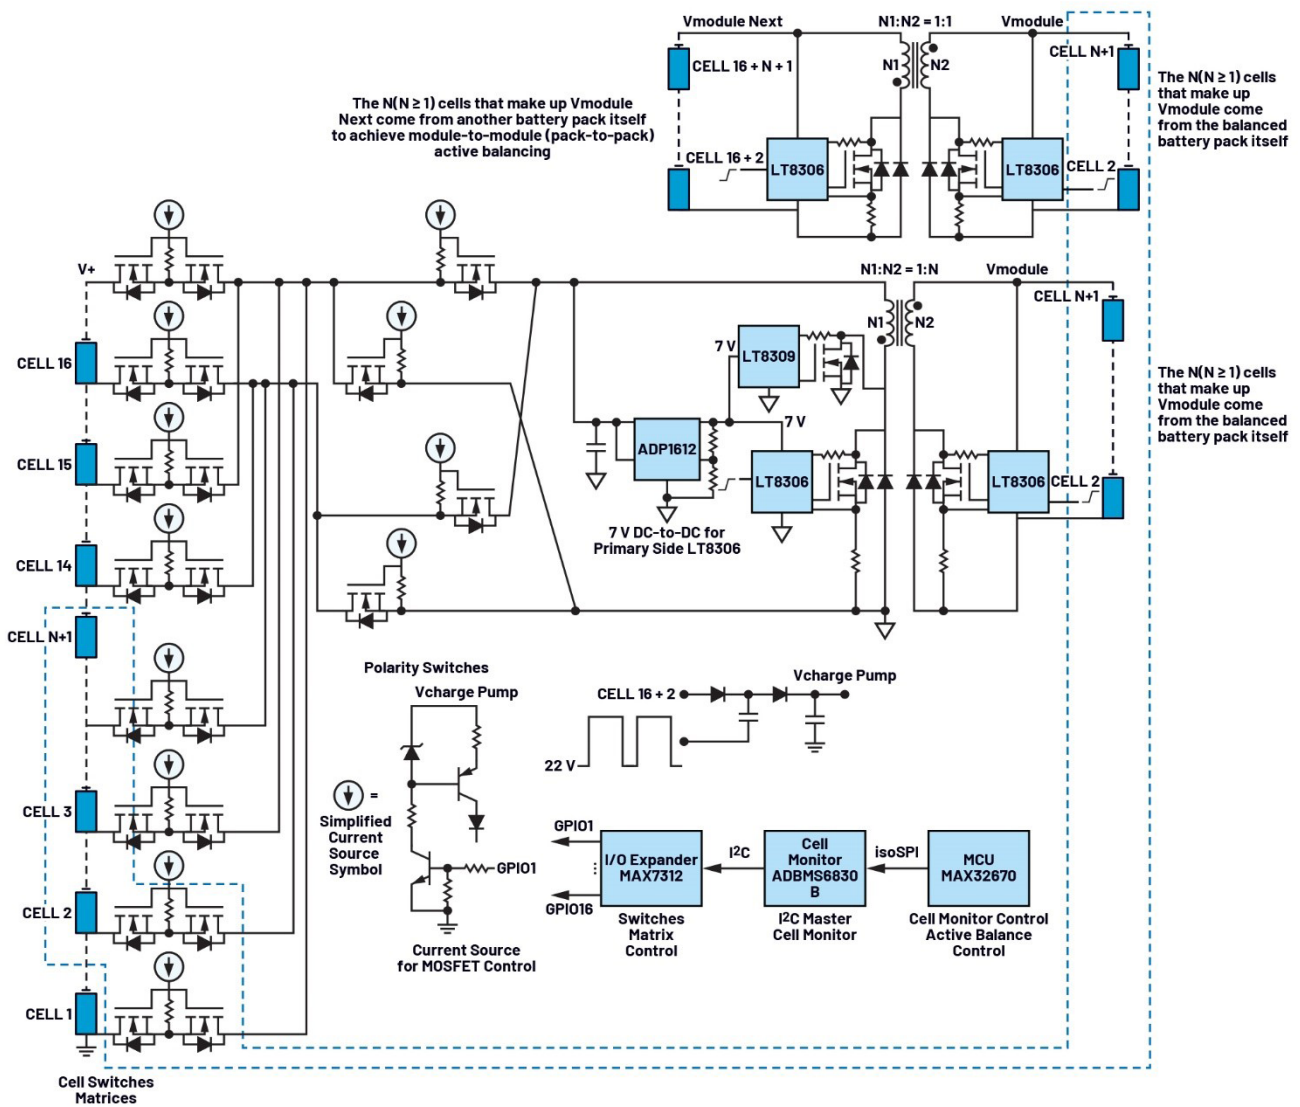 Vmodule Next
N1:N2 = 1:1
Vmodule
CELL 16 + N + 1
N1
N2
CELL N+1
The N(N ≥ 1) cells
that make up
Vmodule come
from the balanced
battery pack itself
The N(N ≥ 1) cells that make up Vmodule
Next come from another battery pack itself
to achieve module-to-module (pack-to-pack)
active balancing
CELL 16 + 2
LT8306
LT8306
CELL 2
V+
N1:N2 = 1:N
Vmodule
CELL N+1
N1
N2
CELL 16
7 V
LT8309
The N(N ≥ 1) cells
that make up
Vmodule come
from the balanced
battery pack itself
7 V
ADP1612
CELL 15
LT8306
LT8306
CELL 2
7 V DC-to-DC for
Primary Side LT8306
CELL 14
CELL N+1
Polarity Switches
Vcharge Pump
CELL 16 + 2
Vcharge Pump
22 V
CELL 3
=
Simplified
Current
Source
Symbol
GPIO1
GPIO1
I/O Expander
MAX7312
I²C
Cell
Monitor
ADBMS6830
B
isoSPI
MCU
MAX32670
GPIO16
CELL 2
Switches
Matrix
Control
I²C Master
Cell Monitor
Cell Monitor Control
Active Balance
Control
Current Source
for MOSFET Control
CELL 1
Cell Switches
Matrices